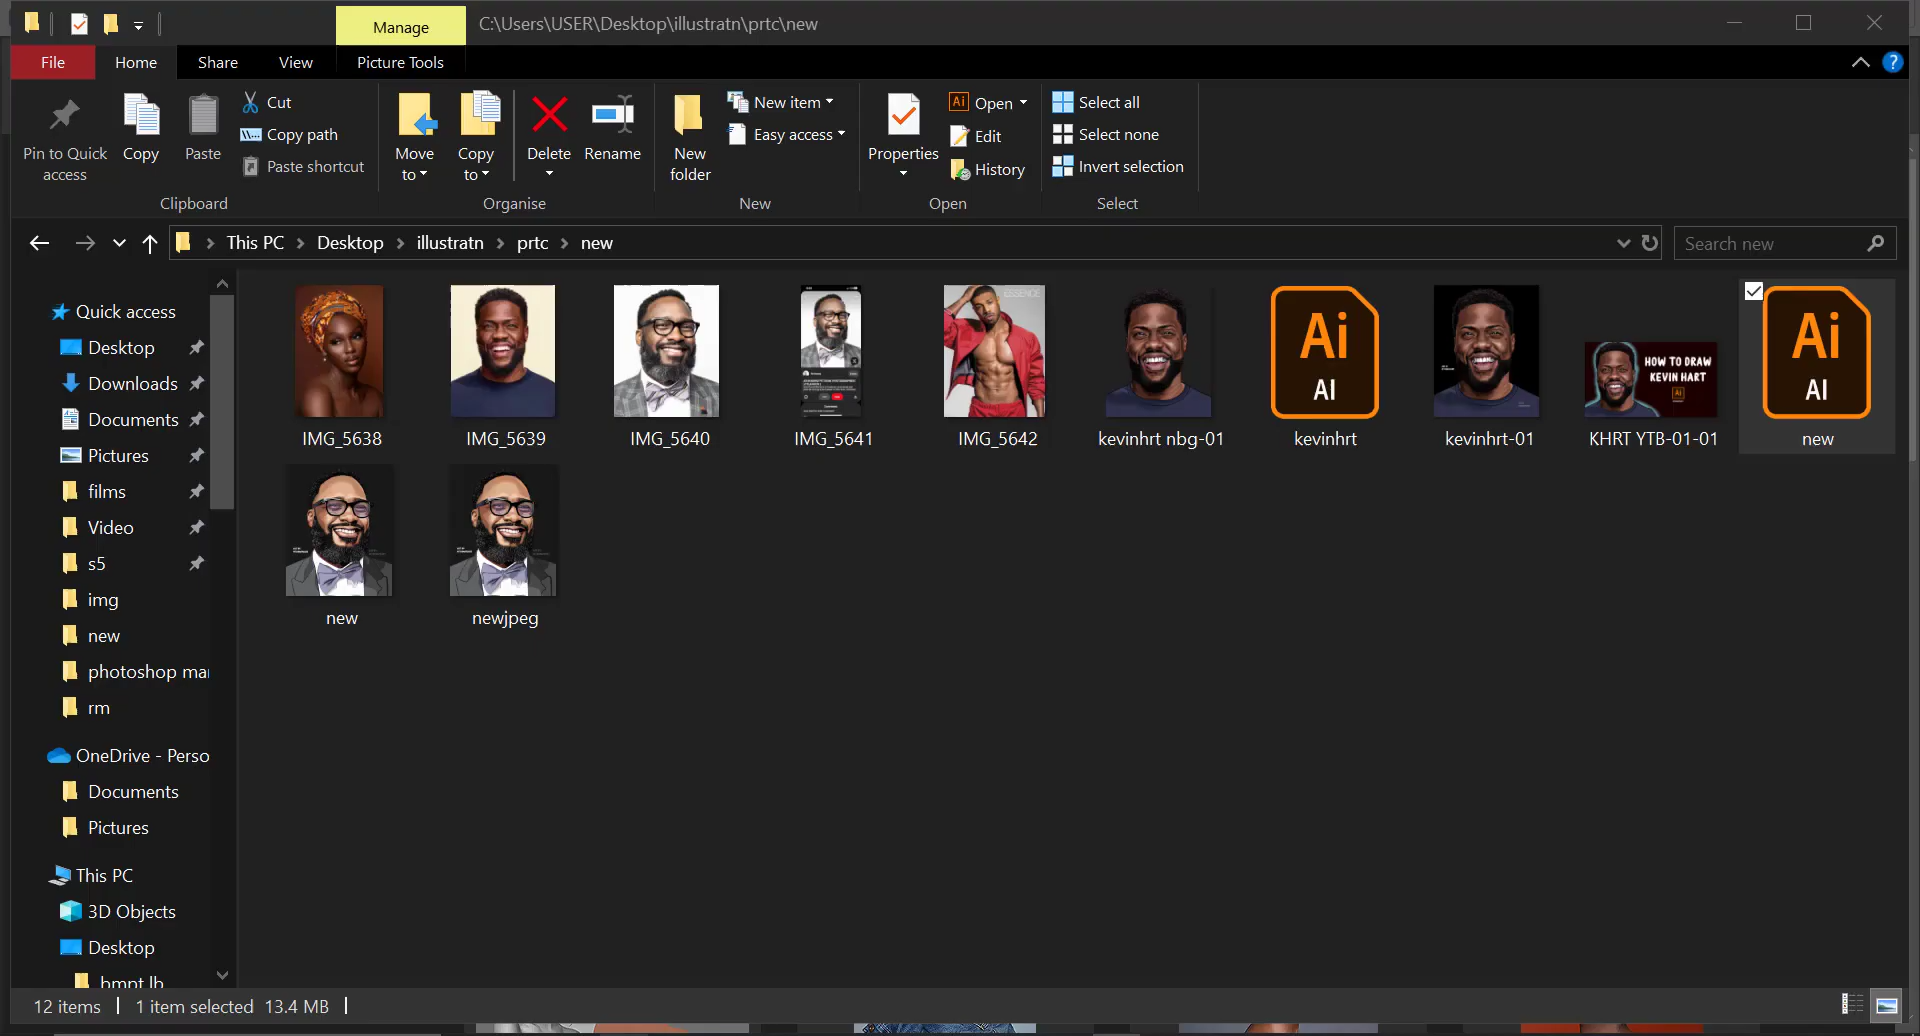 Manage
C:\Users\USER\Desktop\illustratn\prtc\new
File
Home
Share
View
Picture Tools
?
Pin to Quick access
Copy
Paste
Cut
Copy path
Paste shortcut
Clipboard
Move to
Copy to
Delete
Rename
Organise
New folder
New item
Easy access
New
Properties
Ai Open
Edit
History
Open
Select all
Select none
Invert selection
Select
This PC > Desktop > illustratn > prtc > new
Search new
Quick access
Desktop
Downloads
Documents
Pictures
films
Video
s5
img
new
photoshop ma
rm
OneDrive - Perso
Documents
Pictures
This PC
3D Objects
Desktop
bmnt lb
ESSENCE
Ai
AI
HOW TO DRAW
KEVIN HART
Ai
Ai
AI
IMG_5638
IMG_5639
IMG_5640
IMG_5641
IMG_5642
kevinhrt nbg-01
kevinhrt
kevinhrt-01
KHRT YTB-01-01
new
new
newjpeg
12 items
1 item selected 13.4 MB